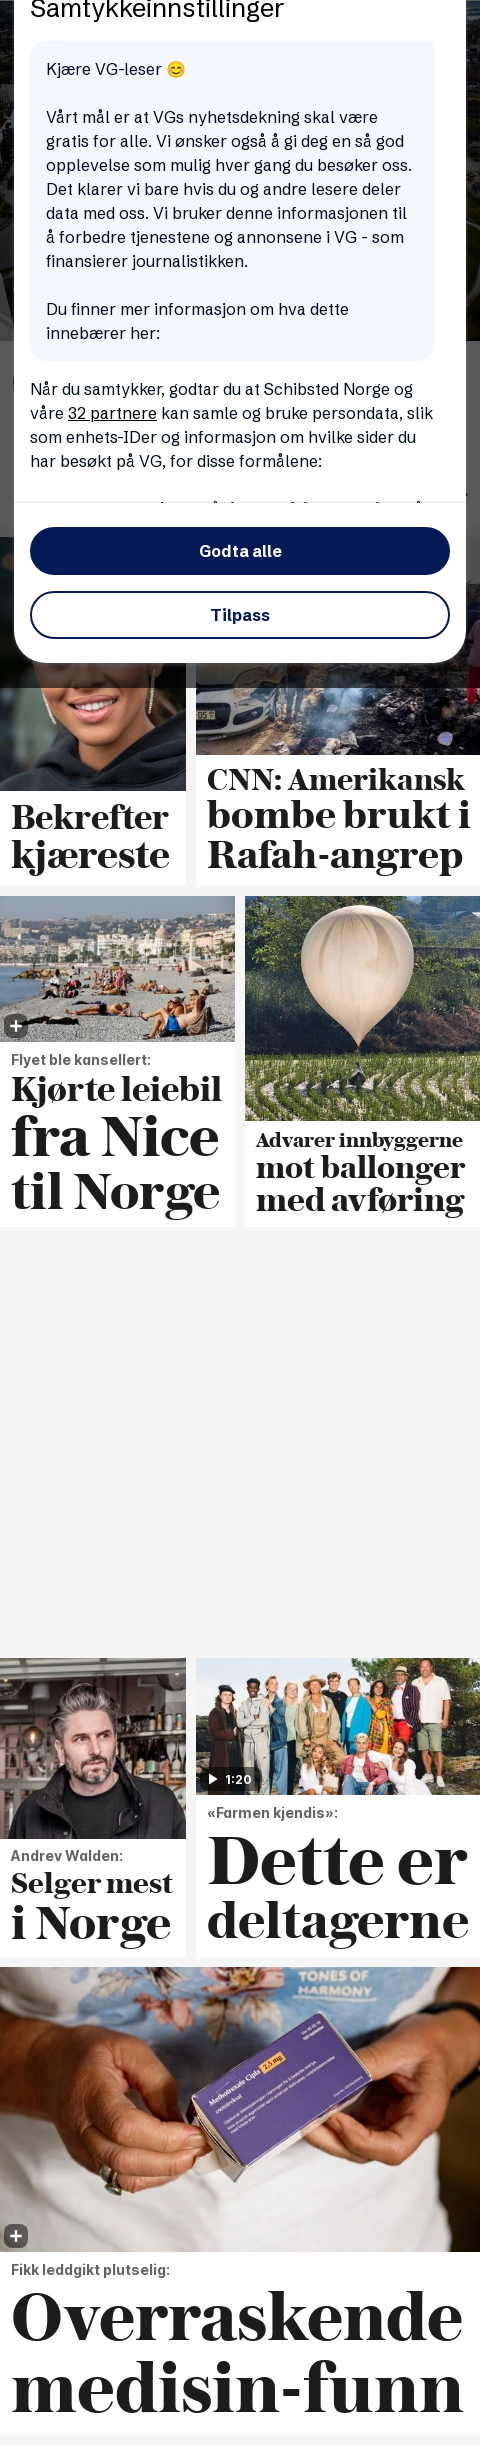 Samtykkeinnstillinger
Kjære VG-leser 😊
Vårt mål er at VGs nyhetsdekning skal være
gratis for alle. Vi ønsker også å gi deg en så god
opplevelse som mulig hver gang du besøker oss.
Det klarer vi bare hvis du og andre lesere deler
data med oss. Vi bruker denne informasjonen til
å forbedre tjenestene og annonsene i VG - som
finansierer journalistikken.
Du finner mer informasjon om hva dette
innebærer her:
Når du samtykker, godtar du at Schibsted Norge og
våre 32 partnere kan samle og bruke persondata, slik
som enhets-IDer og informasjon om hvilke sider du
har besøkt på VG, for disse formålene:
Godta alle
Tilpass
Bekrefter
kjæreste
CNN: Amerikansk
bombe brukt i
Rafah-angrep
Flyet ble kansellert:
Kjørte leiebil
fra Nice
til Norge
Advarer innbyggerne
mot ballonger
med avføring
Andrev Walden:
Selger mest
i Norge
1:20
«Farmen kjendis»:
Dette er
deltagerne
TONES OF
HARMONY
Methotrexate Cipla 2,5 mg
Fikk leddgikt plutselig:
Overraskende
medisin-funn